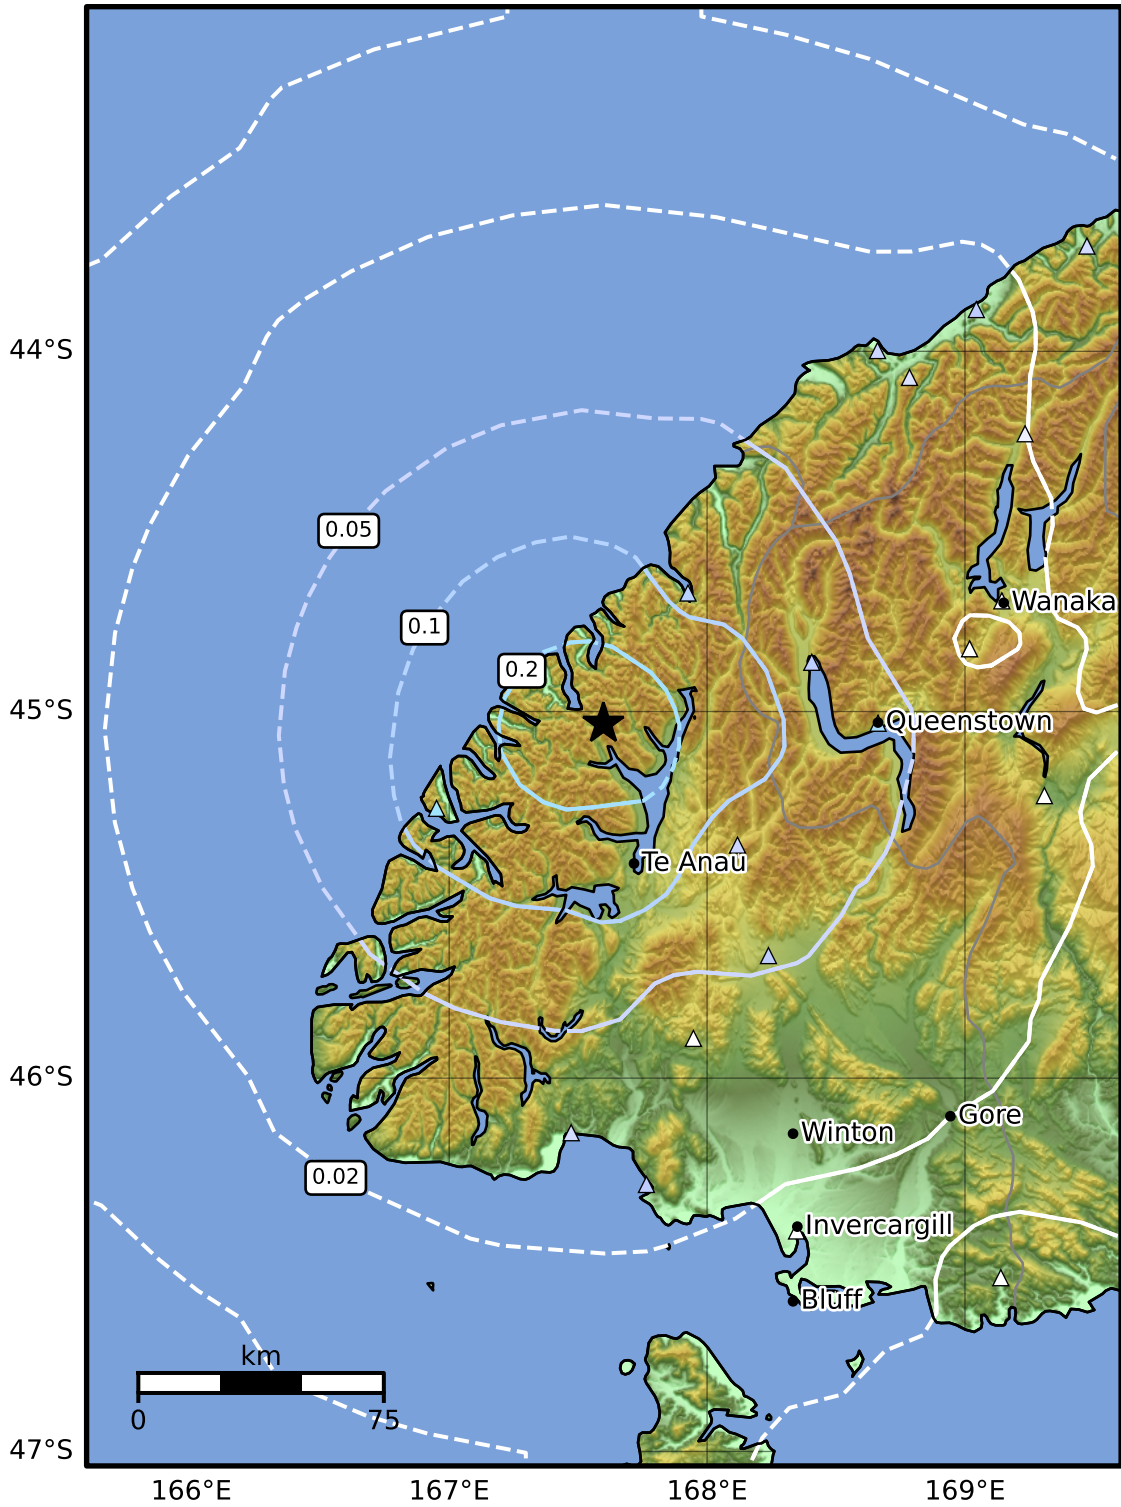 44°S
0.05
Wanaka
0.1
0.2
45°S
Queenstown
Te Anau
46°S
Gore
Winton
0.02
Invercargill
Bluff
km
0
75
47°S
166°E
167°E
168°E
169°E